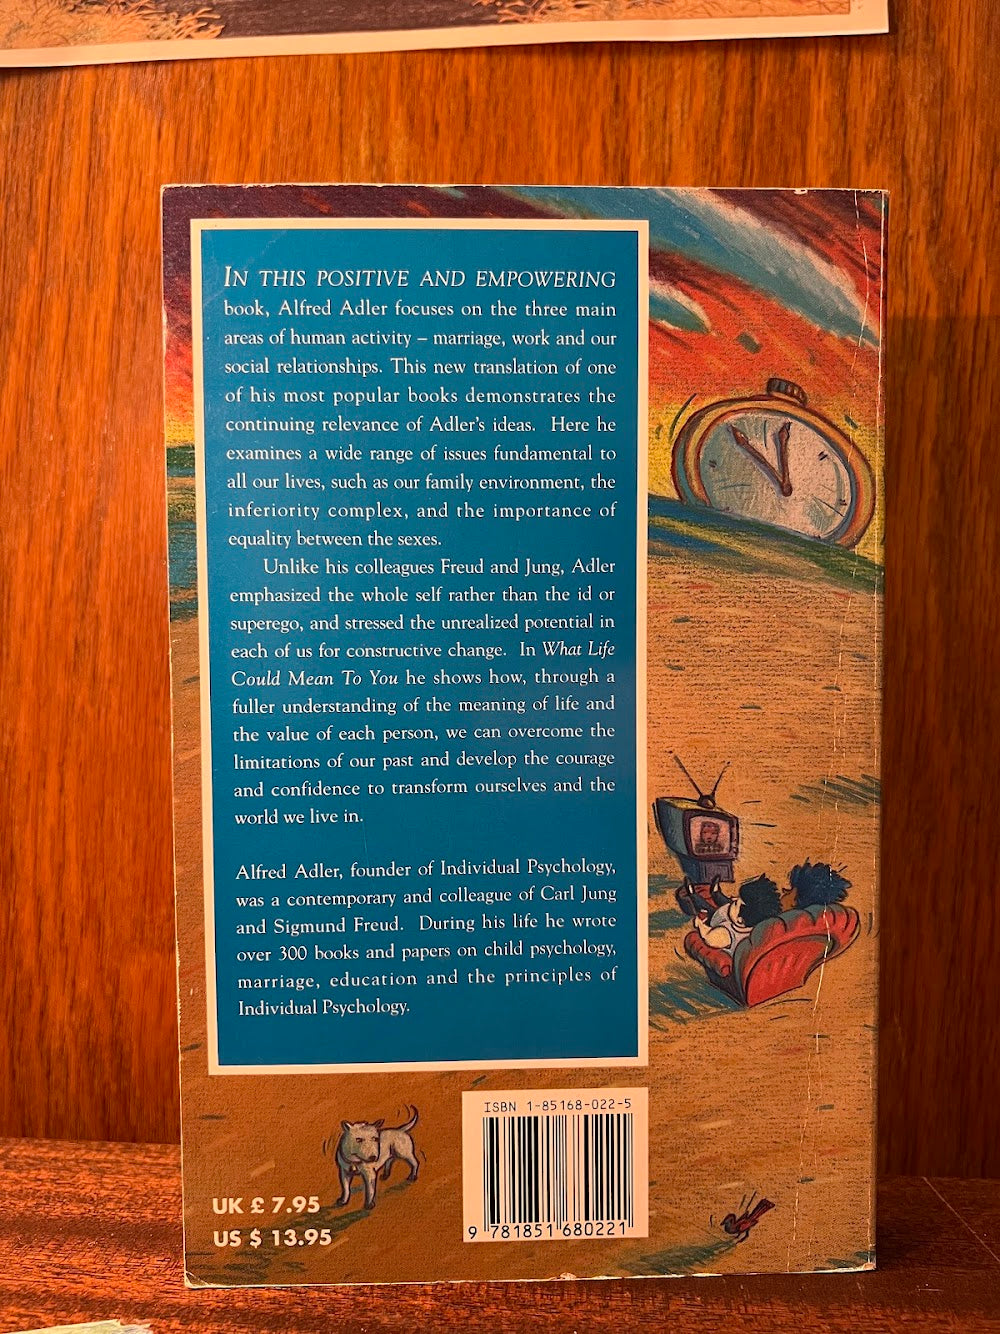 IN THIS POSITIVE AND EMPOWERING
book, Alfred Adler focuses on the three main
areas of human activity – marriage, work and our
social relationships. This new translation of one
of his most popular books demonstrates the
continuing relevance of Adler's ideas. Here he
examines a wide range of issues fundamental to
all our lives, such as our family environment, the
inferiority complex, and the importance of
equality between the sexes.
Unlike his colleagues Freud and Jung, Adler
emphasized the whole self rather than the id or
superego, and stressed the unrealized potential in
each of us for constructive change. In What Life
Could Mean To You he shows how, through a
fuller understanding of the meaning of life and
the value of each person, we can overcome the
limitations of our past and develop the courage
and confidence to transform ourselves and the
world we live in.
Alfred Adler, founder of Individual Psychology,
was a contemporary and colleague of Carl Jung
and Sigmund Freud. During his life he wrote
over 300 books and papers on child psychology,
marriage, education and the principles of
Individual Psychology.
UK £ 7.95
US $ 13.95
ISBN 1-85168-022-5
9 781851 680221